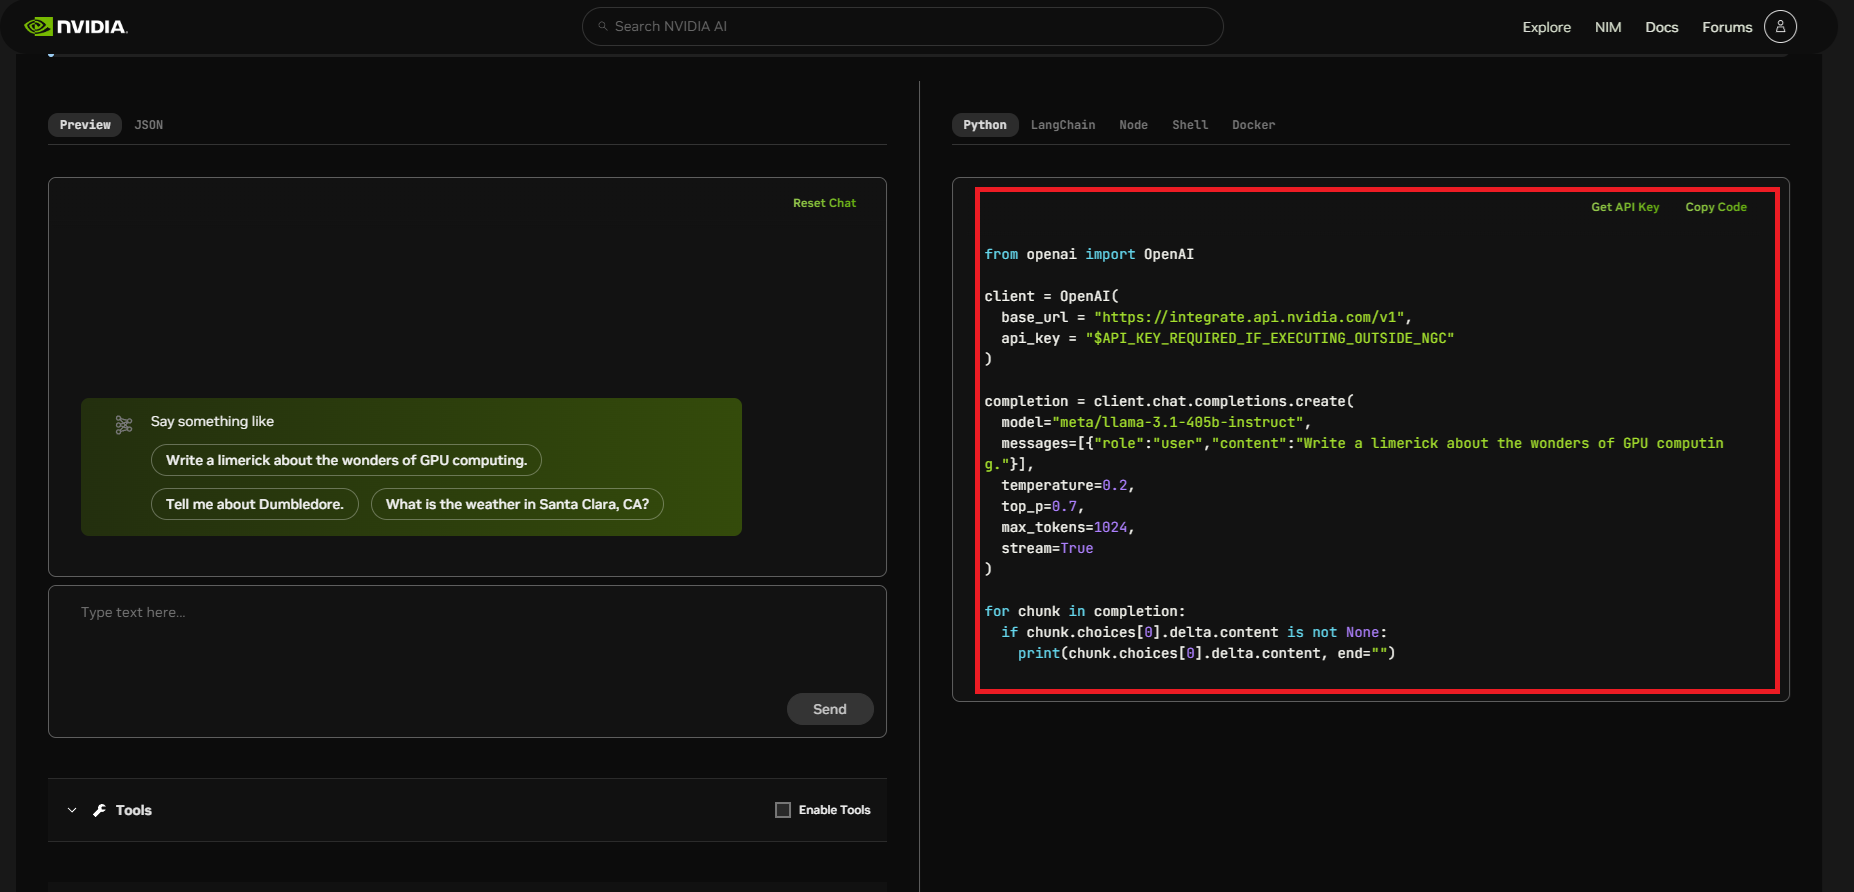 NVIDIA.
Search NVIDIA AI
Explore
NIM
Docs
Forums
Preview
JSON
Reset Chat
Say something like
Write a limerick about the wonders of GPU computing.
Tell me about Dumbledore.
What is the weather in Santa Clara, CA?
Type text here...
Send
Tools
Enable Tools
Python
LangChain
Node
Shell
Docker
Get API Key
Copy Code
from openai import OpenAI
client = OpenAI(
  base_url = "https://integrate.api.nvidia.com/v1",
  api_key = "$API_KEY_REQUIRED_IF_EXECUTING_OUTSIDE_NGC"
)
completion = client.chat.completions.create(
  model="meta/llama-3.1-405b-instruct",
  messages=[{"role":"user","content":"Write a limerick about the wonders of GPU computin
g."}],
  temperature=0.2,
  top_p=0.7,
  max_tokens=1024,
  stream=True
)
for chunk in completion:
  if chunk.choices[0].delta.content is not None:
    print(chunk.choices[0].delta.content, end="")